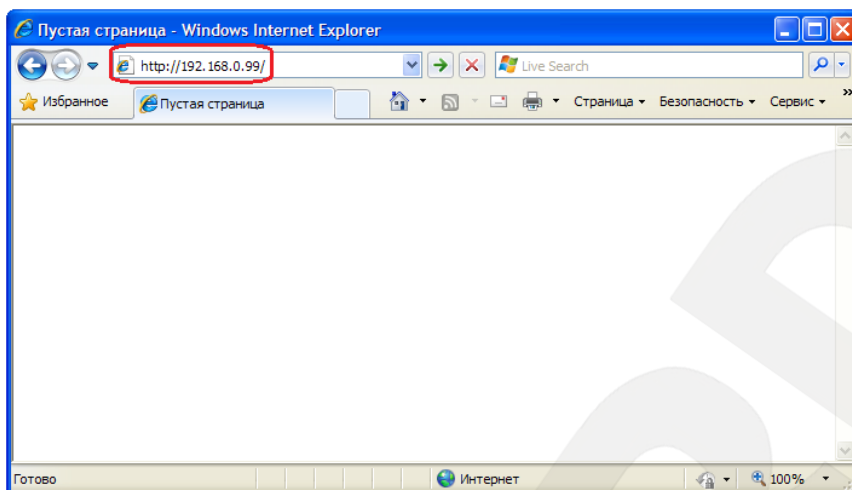 Пустая страница - Windows Internet Explorer
http://192.168.0.99/
Live Search
Избранное
Пустая страница
Страница
Безопасность
Сервис
»
Готово
Интернет
100%